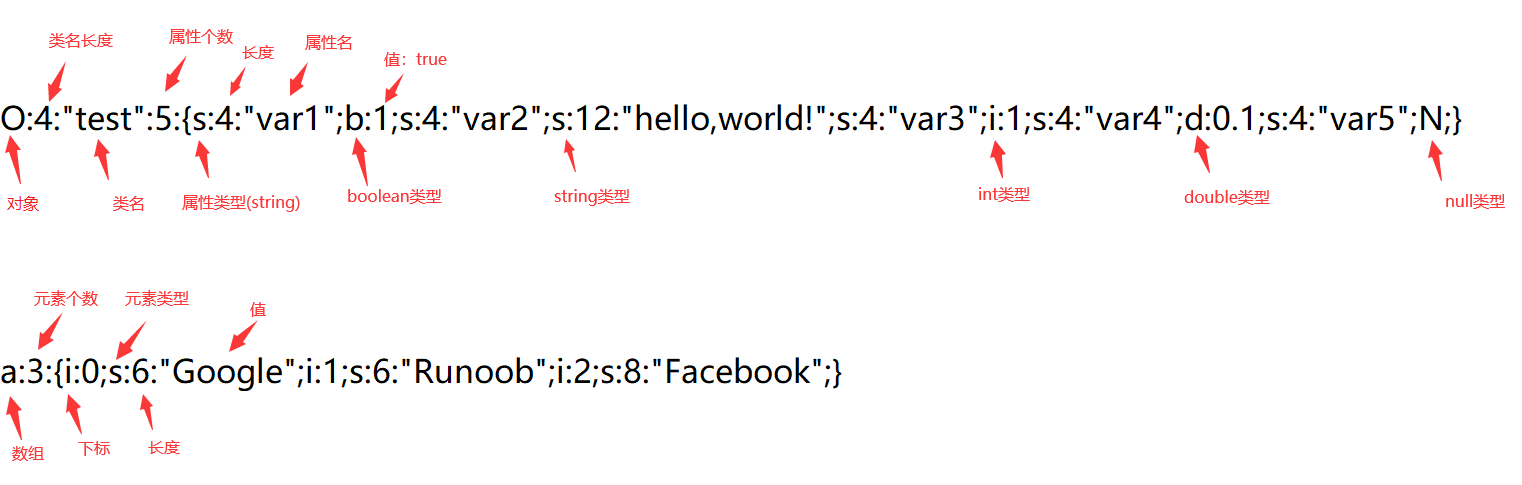 类名长度 属性个数 长度 属性名 值：true
O:4:"test":5:{s:4:"var1";b:1;s:4:"var2";s:12:"hello,world!";s:4:"var3";i:1;s:4:"var4";d:0.1;s:4:"var5";N;}
对象 类名 属性类型(string) boolean类型 string类型 int类型 double类型 null类型
元素个数 元素类型 值
a:3:{i:0;s:6:"Google";i:1;s:6:"Runoob";i:2;s:8:"Facebook";}
数组 下标 长度